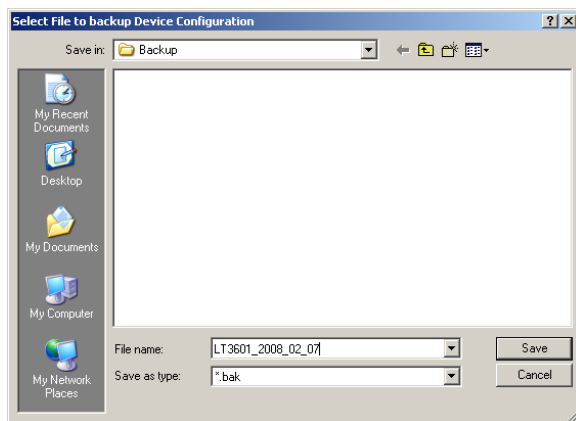 Select File to backup Device Configuration
Save in:
Backup
My Recent
Documents
Desktop
My Documents
My Computer
My Network
Places
File name:
LT3601_2008_02_07
Save
Save as type:
*.bak
Cancel